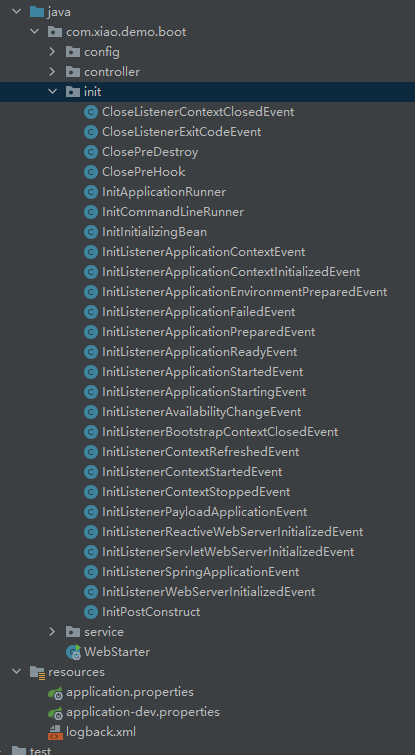 java
com.xiao.demo.boot
config
controller
init
CloseListenerContextClosedEvent
CloseListenerExitCodeEvent
ClosePreDestroy
ClosePreHook
InitApplicationRunner
InitCommandLineRunner
InitInitializingBean
InitListenerApplicationContextEvent
InitListenerApplicationContextInitializedEvent
InitListenerApplicationEnvironmentPreparedEvent
InitListenerApplicationFailedEvent
InitListenerApplicationPreparedEvent
InitListenerApplicationReadyEvent
InitListenerApplicationStartedEvent
InitListenerApplicationStartingEvent
InitListenerAvailabilityChangeEvent
InitListenerBootstrapContextClosedEvent
InitListenerContextRefreshedEvent
InitListenerContextStartedEvent
InitListenerContextStoppedEvent
InitListenerPayloadApplicationEvent
InitListenerReactiveWebServerInitializedEvent
InitListenerServletWebServerInitializedEvent
InitListenerSpringApplicationEvent
InitListenerWebServerInitializedEvent
InitPostConstruct
service
WebStarter
resources
application.properties
application-dev.properties
logback.xml
test